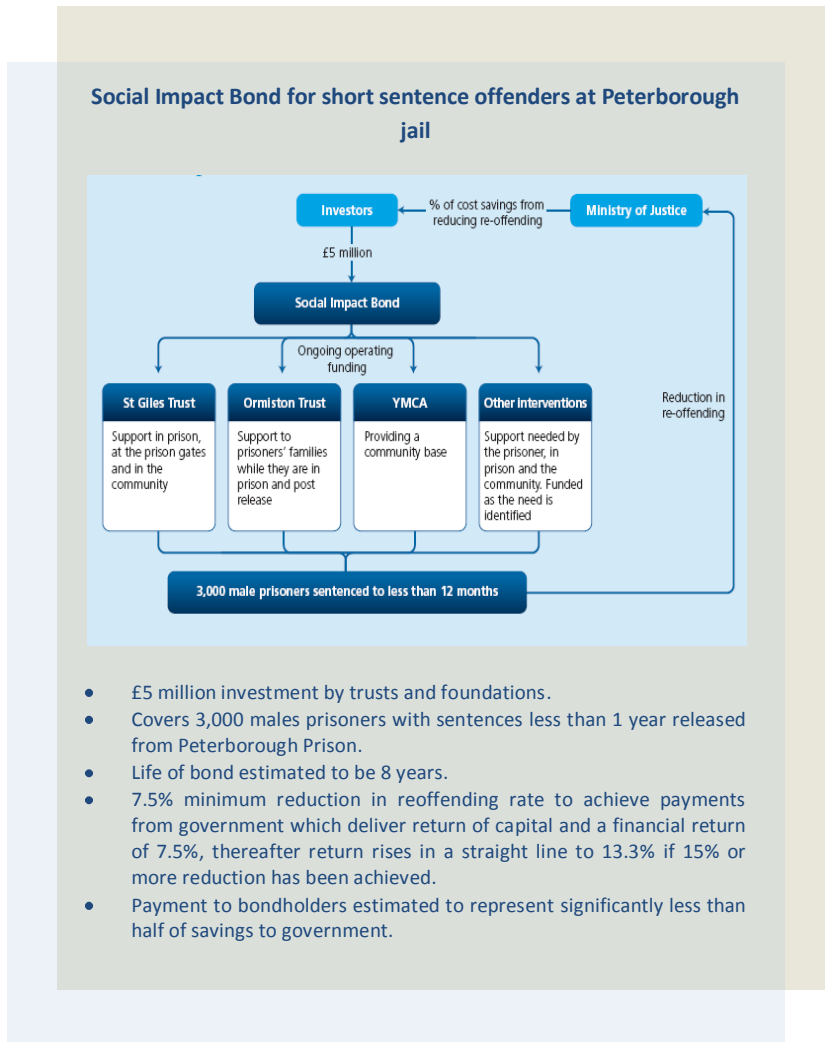 Social Impact Bond for short sentence offenders at Peterborough
jail
Investors
% of cost savings from
reducing re-offending
Ministry of Justice
£5 million
Social Impact Bond
Ongoing operating
funding
St Giles Trust
Support in prison,
at the prison gates
and in the
community
Ormiston Trust
Support to
prisoners' families
while they are in
prison and post
release
YMCA
Providing a
community base
Other interventions
Support needed by
the prisoner, in
prison and the
community. Funded
as the need is
identified
Reduction in
re-offending
3,000 male prisoners sentenced to less than 12 months
• £5 million investment by trusts and foundations.
• Covers 3,000 males prisoners with sentences less than 1 year released
from Peterborough Prison.
• Life of bond estimated to be 8 years.
• 7.5% minimum reduction in reoffending rate to achieve payments
from government which deliver return of capital and a financial return
of 7.5%, thereafter return rises in a straight line to 13.3% if 15% or
more reduction has been achieved.
• Payment to bondholders estimated to represent significantly less than
half of savings to government.